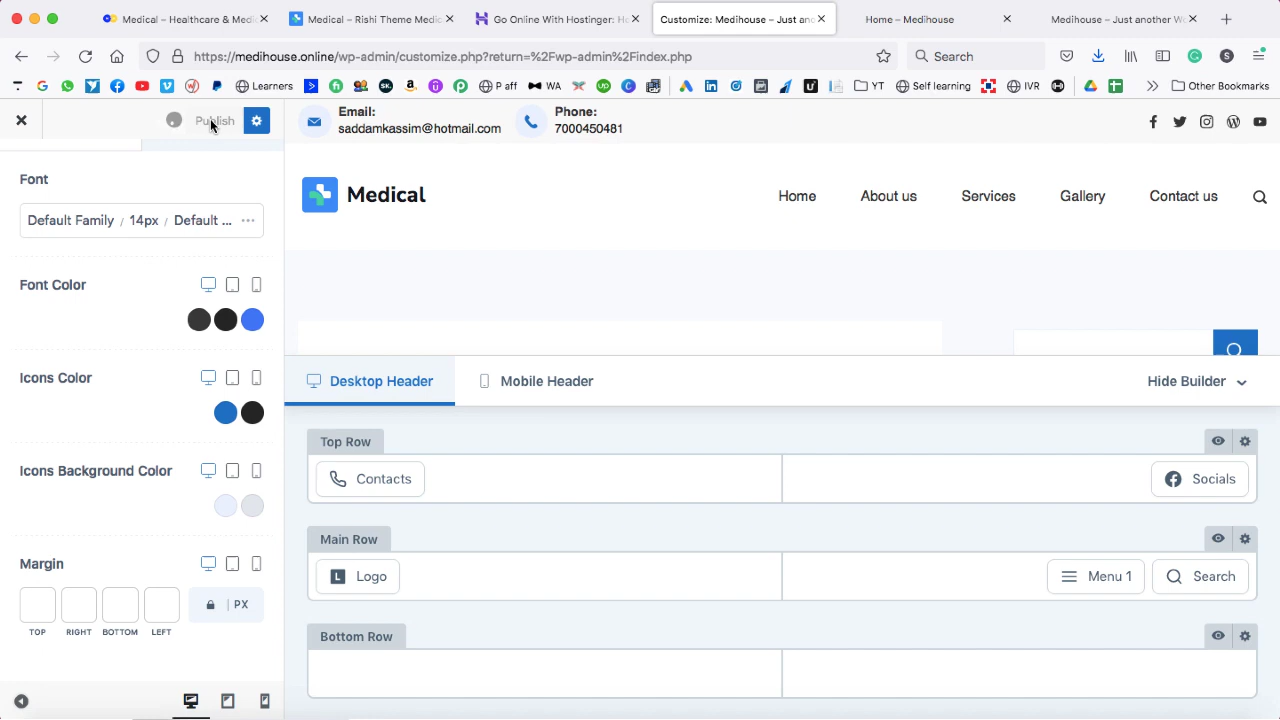 Medical – Healthcare & Medic
Medical – Rishi Theme Medic
Go Online With Hostinger: Ho
Customize: Medihouse – Just an
Home – Medihouse
Medihouse – Just another W
https://medihouse.online/wp-admin/customize.php?return=%2Fwp-admin%2Findex.php
Search
Learners
P aff
WA
YT
Self learning
IVR
Other Bookmarks
Publish
Email:
saddamkassim@hotmail.com
Phone:
7000450481
Font
Default Family / 14px / Default ...
Medical
Home
About us
Services
Gallery
Contact us
Font Color
Icons Color
Icons Background Color
Margin
PX
TOP
RIGHT
BOTTOM
LEFT
Desktop Header
Mobile Header
Hide Builder
Top Row
Contacts
Socials
Main Row
L
Logo
Menu 1
Search
Bottom Row